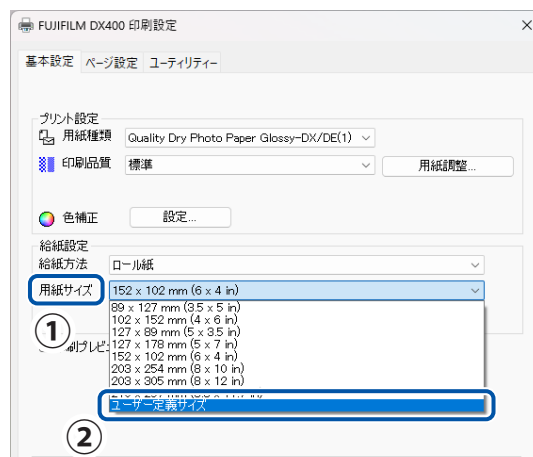 FUJIFILM DX400 印刷設定
基本設定 ページ設定 ユーティリティー
プリント設定
用紙種類 Quality Dry Photo Paper Glossy-DX/DE(1)
印刷品質 標準 用紙調整...
色補正 設定...
給紙設定
給紙方法 ロール紙
用紙サイズ 152 x 102 mm (6 x 4 in)
89 x 127 mm (3.5 x 5 in)
102 x 152 mm (4 x 6 in)
①
127 x 89 mm (5 x 3.5 in)
127 x 178 mm (5 x 7 in)
152 x 102 mm (6 x 4 in)
203 x 254 mm (8 x 10 in)
203 x 305 mm (8 x 12 in)
ユーザー定義サイズ
②